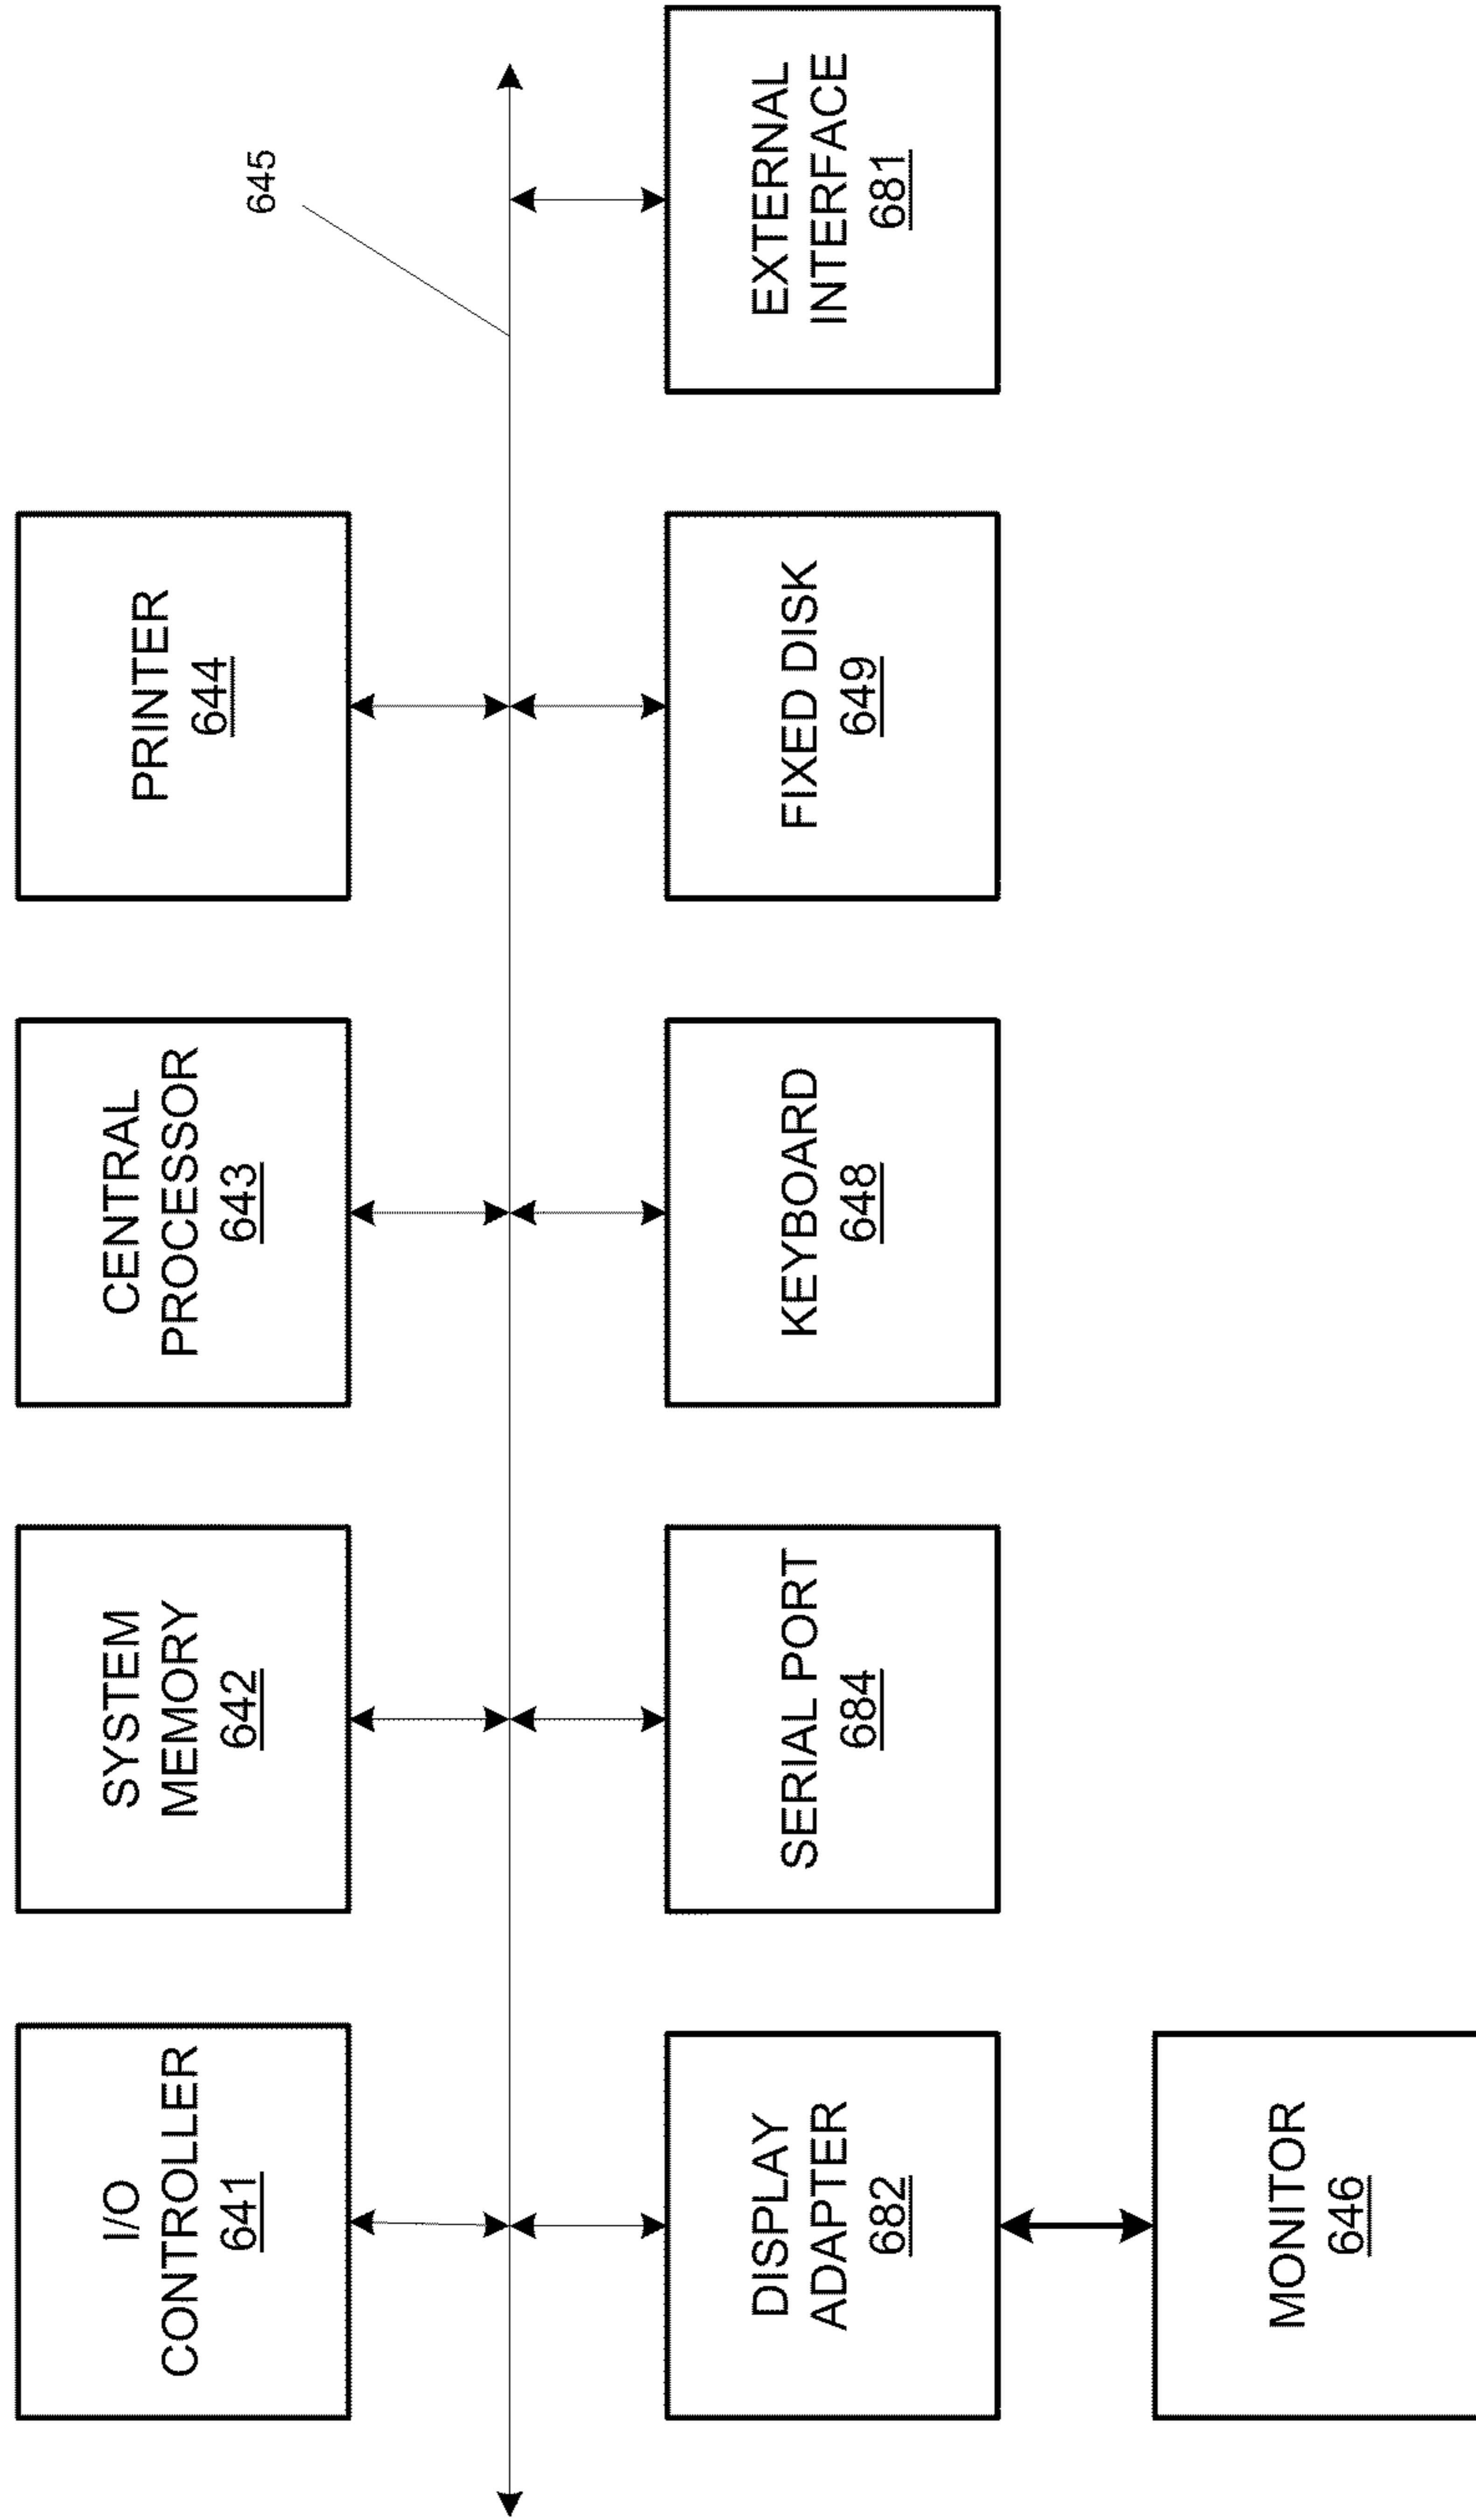 I/O
CONTROLLER
641
SYSTEM
MEMORY
642
CENTRAL
PROCESSOR
643
PRINTER
644
645
DISPLAY
ADAPTER
682
SERIAL PORT
684
KEYBOARD
648
FIXED DISK
649
EXTERNAL
INTERFACE
681
MONITOR
646